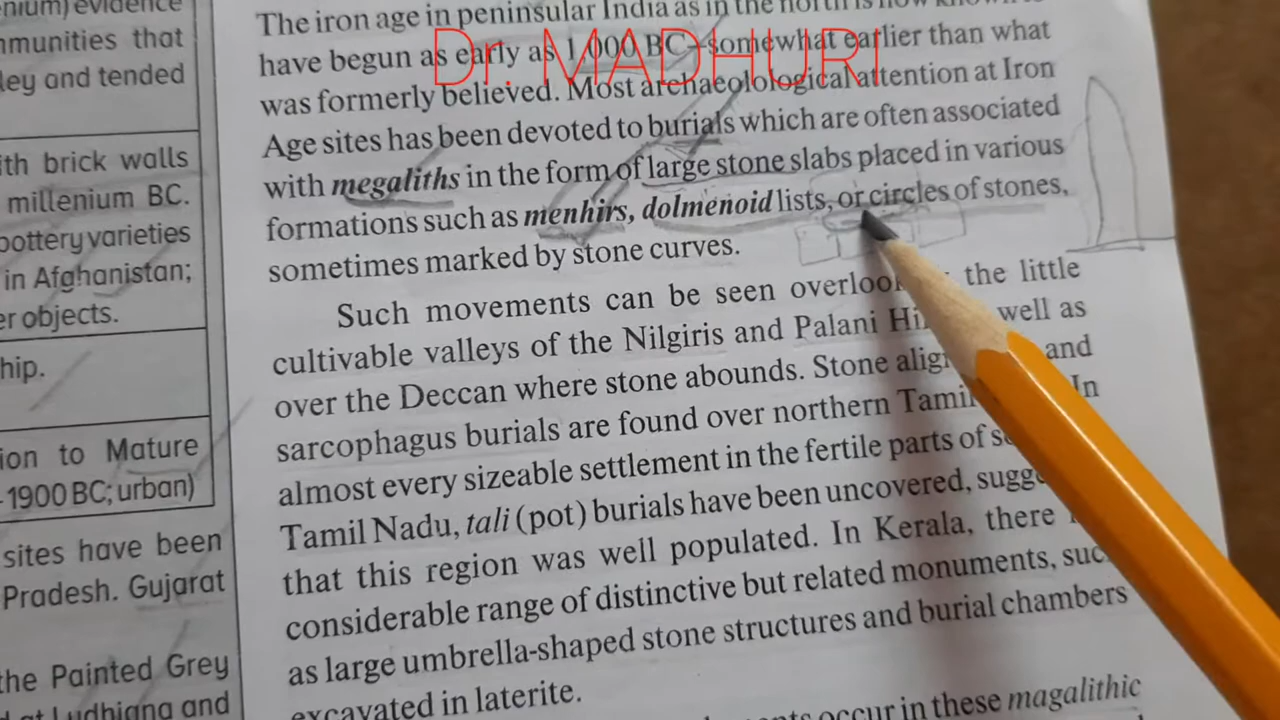 nium) evidence
mmunities that
ley and tended
ith brick walls
millenium BC.
pottery varieties
in Afghanistan;
er objects.
hip.
ion to Mature
1900 BC; urban)
sites have been
Pradesh. Gujarat
the Painted Grey
at Ludhiana and
The iron age in peninsular India as in the north is now
have begun as early as 1,000 BC–somewhat earlier than what
Dr. MADHURI
was formerly believed. Most archaeolological attention at Iron
Age sites has been devoted to burials which are often associated
with megaliths in the form of large stone slabs placed in various
formations such as menhirs, dolmenoid lists, or circles of stones,
sometimes marked by stone curves.
Such movements can be seen overloo the little
cultivable valleys of the Nilgiris and Palani Hi well as
over the Deccan where stone abounds. Stone alig and
sarcophagus burials are found over northern Tamil In
almost every sizeable settlement in the fertile parts of s
Tamil Nadu, tali (pot) burials have been uncovered, sugge
that this region was well populated. In Kerala, there
considerable range of distinctive but related monuments, suc
as large umbrella-shaped stone structures and burial chambers
excavated in laterite.
nts occur in these magalithic